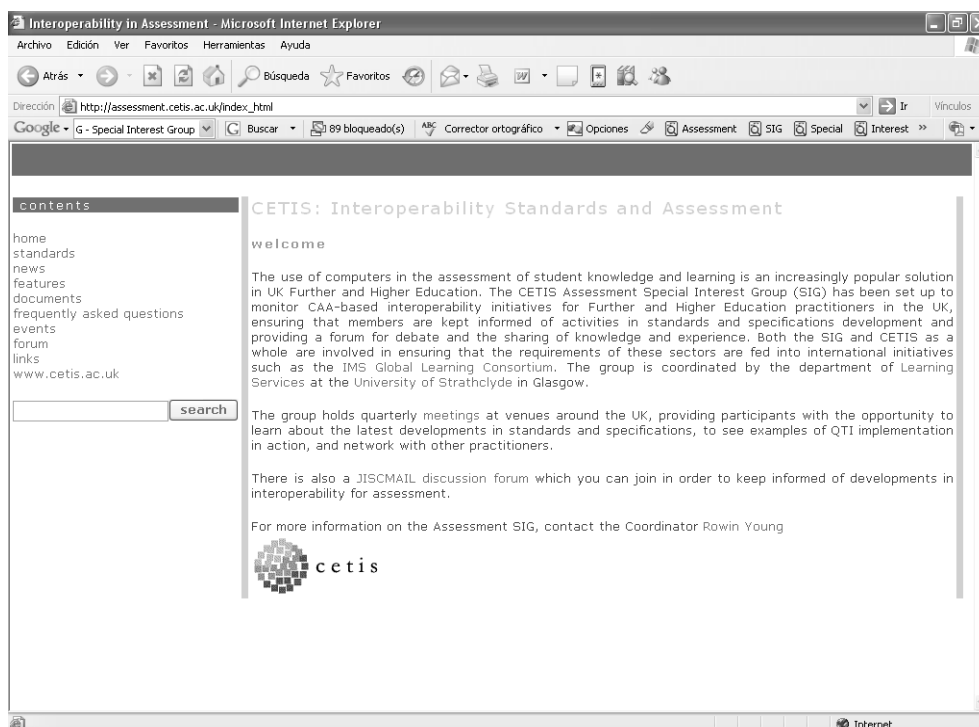 Interoperability in Assessment - Microsoft Internet Explorer
Archivo Edición Ver Favoritos Herramientas Ayuda
Atrás Búsqueda Favoritos
Dirección http://assessment.cetis.ac.uk/index_html Ir Vínculos
Google G - Special Interest Group Buscar 89 bloqueado(s) ABC Corrector ortográfico Opciones Assessment SIG Special Interest »
contents
home
standards
news
features
documents
frequently asked questions
events
forum
links
www.cetis.ac.uk
search
CETIS: Interoperability Standards and Assessment
welcome
The use of computers in the assessment of student knowledge and learning is an increasingly popular solution
in UK Further and Higher Education. The CETIS Assessment Special Interest Group (SIG) has been set up to
monitor CAA-based interoperability initiatives for Further and Higher Education practitioners in the UK,
ensuring that members are kept informed of activities in standards and specifications development and
providing a forum for debate and the sharing of knowledge and experience. Both the SIG and CETIS as a
whole are involved in ensuring that the requirements of these sectors are fed into international initiatives
such as the IMS Global Learning Consortium. The group is coordinated by the department of Learning
Services at the University of Strathclyde in Glasgow.
The group holds quarterly meetings at venues around the UK, providing participants with the opportunity to
learn about the latest developments in standards and specifications, to see examples of QTI implementation
in action, and network with other practitioners.
There is also a JISCMAIL discussion forum which you can join in order to keep informed of developments in
interoperability for assessment.
For more information on the Assessment SIG, contact the Coordinator Rowin Young
cetis
Internet